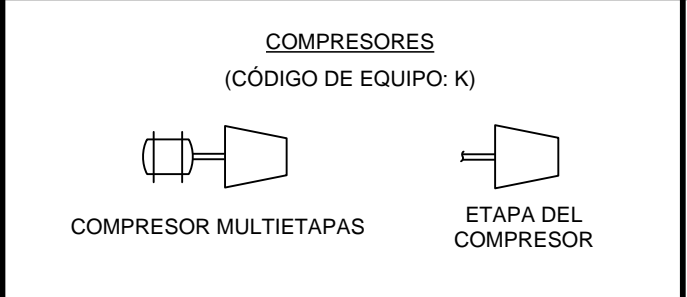 COMPRESORES
(CÓDIGO DE EQUIPO: K)
COMPRESOR MULTIETAPAS
ETAPA DEL
COMPRESOR